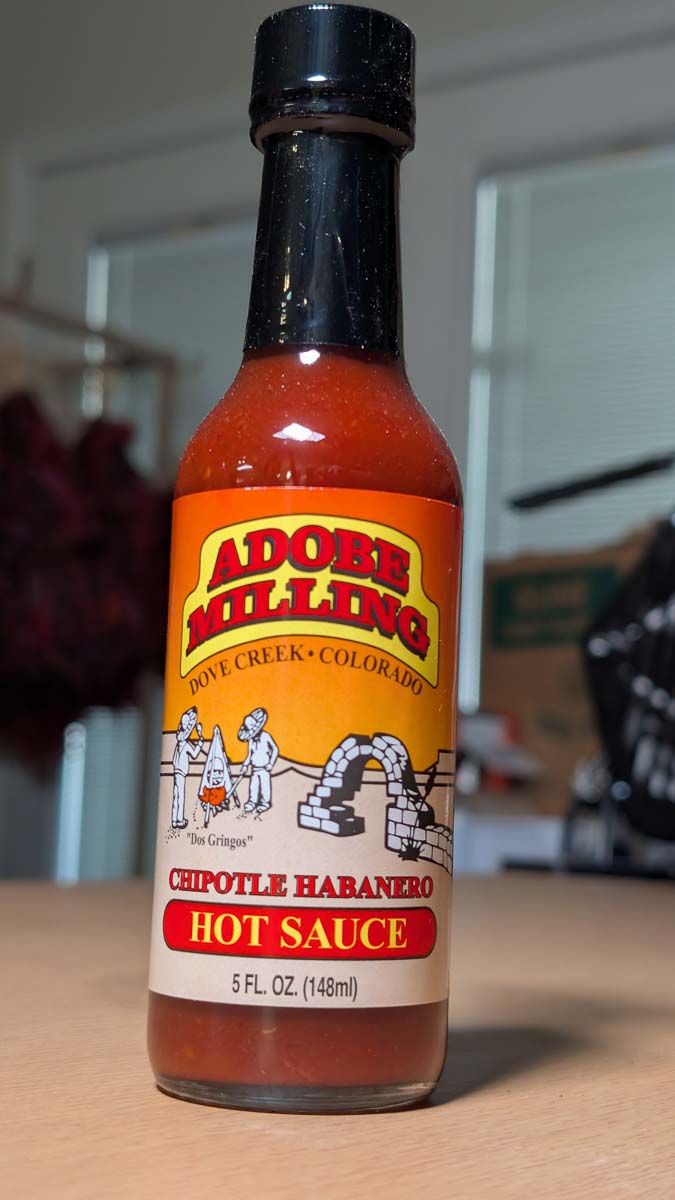 ADOBE
MILLING
DOVE CREEK • COLORADO
"Dos Gringos"
CHIPOTLE HABANERO
HOT SAUCE
5 FL. OZ. (148ml)